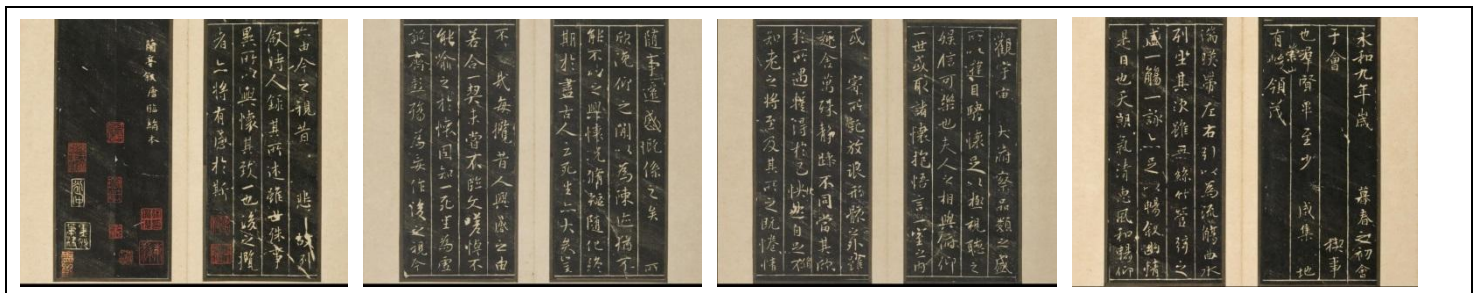 永和九年歲 暮春之初會
于會 稧事
也羣賢畢至少 咸集 地
有崇山領茂
滿暎帶左右引以為流觴曲水
列坐其次雖無絲竹管弦之
盛一觴一詠亦足以暢敘幽情
是日也天朗氣清惠風和暢仰
觀宇宙 大府察品類之盛
所以遊目騁懷足以極視聽之
娛信可樂也夫人之相與俯仰
一世或取諸懷抱悟言一室之內
或 寄所託放浪形骸之外雖
趣舍萬殊靜躁不同當其欣
於所遇暫得於己怏然自足不
知老之將至及其所之既惓情
隨事遷感慨係之矣 所
欣俛仰之閒以為陳迹猶不
能不以之興懷況脩短隨化終
期於盡古人云死生亦大矣豈
不 哉每攬昔人興感之由
若合一契未嘗不臨文嗟悼不
能喻之於懷固知一死生為虛
誕齊彭殤為妄作後之視今
亦由今之視昔 悲 故列
敘時人錄其所述雖世殊事
異所以興懷其致一也後之攬
者亦將有感於斯
蘭亭敘唐臨絹本